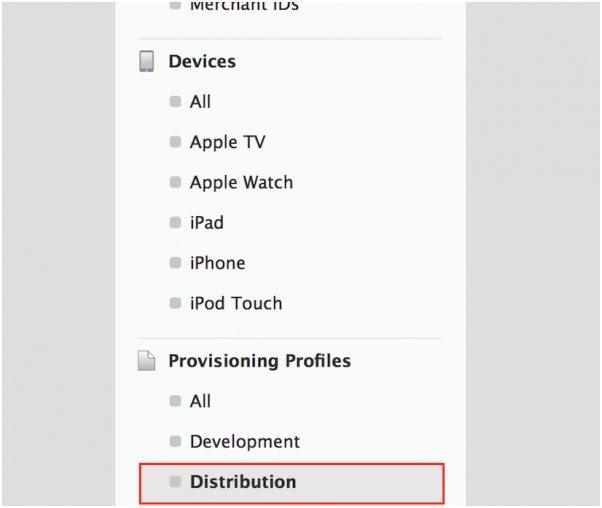 Merchant IDs
Devices
All
Apple TV
Apple Watch
iPad
iPhone
iPod Touch
Provisioning Profiles
All
Development
Distribution